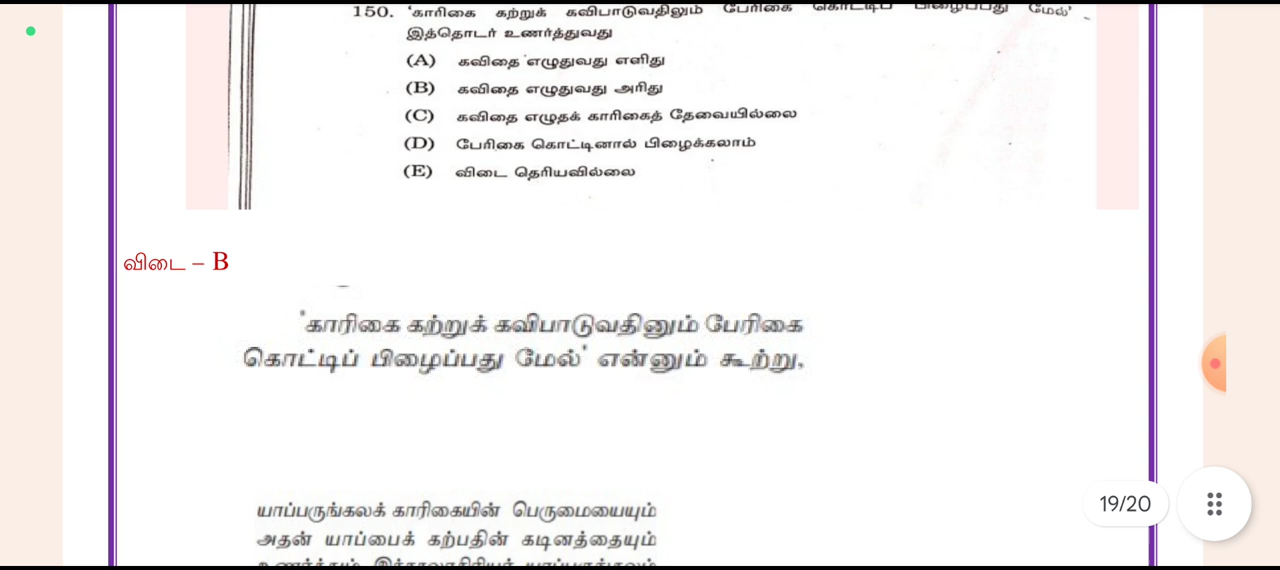 150. 'காரிகை கற்றுக் கவிபாடுவதிலும் பேரிகை கொட்டிப் பிழைப்பது மேல்'
இத்தொடர் உணர்த்துவது
(A) கவிதை எழுதுவது எளிது
(B) கவிதை எழுதுவது அரிது
(C) கவிதை எழுதக் காரிகைத் தேவையில்லை
(D) பேரிகை கொட்டினால் பிழைக்கலாம்
(E) விடை தெரியவில்லை
விடை – B
'காரிகை கற்றுக் கவிபாடுவதினும் பேரிகை
கொட்டிப் பிழைப்பது மேல்' என்னும் கூற்று,
19/20
யாப்பருங்கலக் காரிகையின் பெருமையையும்
அதன் யாப்பைக் கற்பதின் கடினத்தையும்